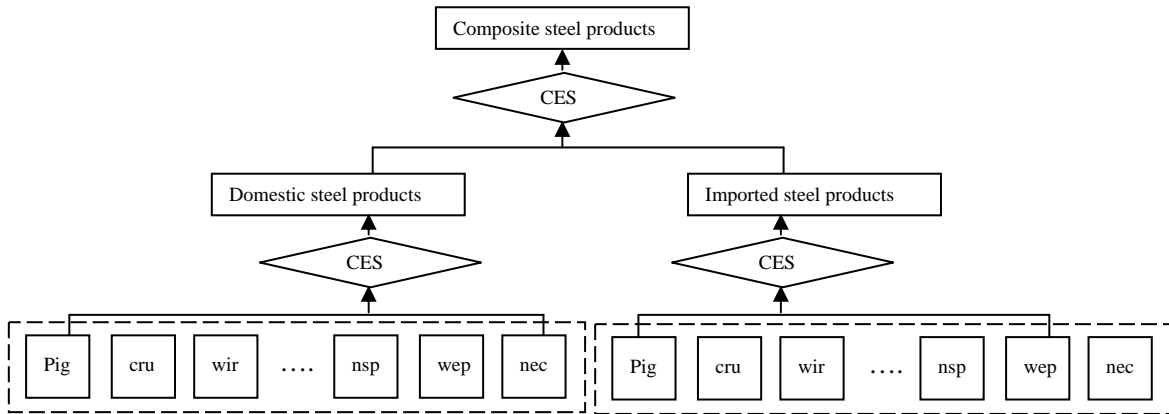 Composite steel products
CES
Domestic steel products
Imported steel products
CES
CES
Pig
cru
wir
….
nsp
wep
nec
Pig
cru
wir
….
nsp
wep
nec